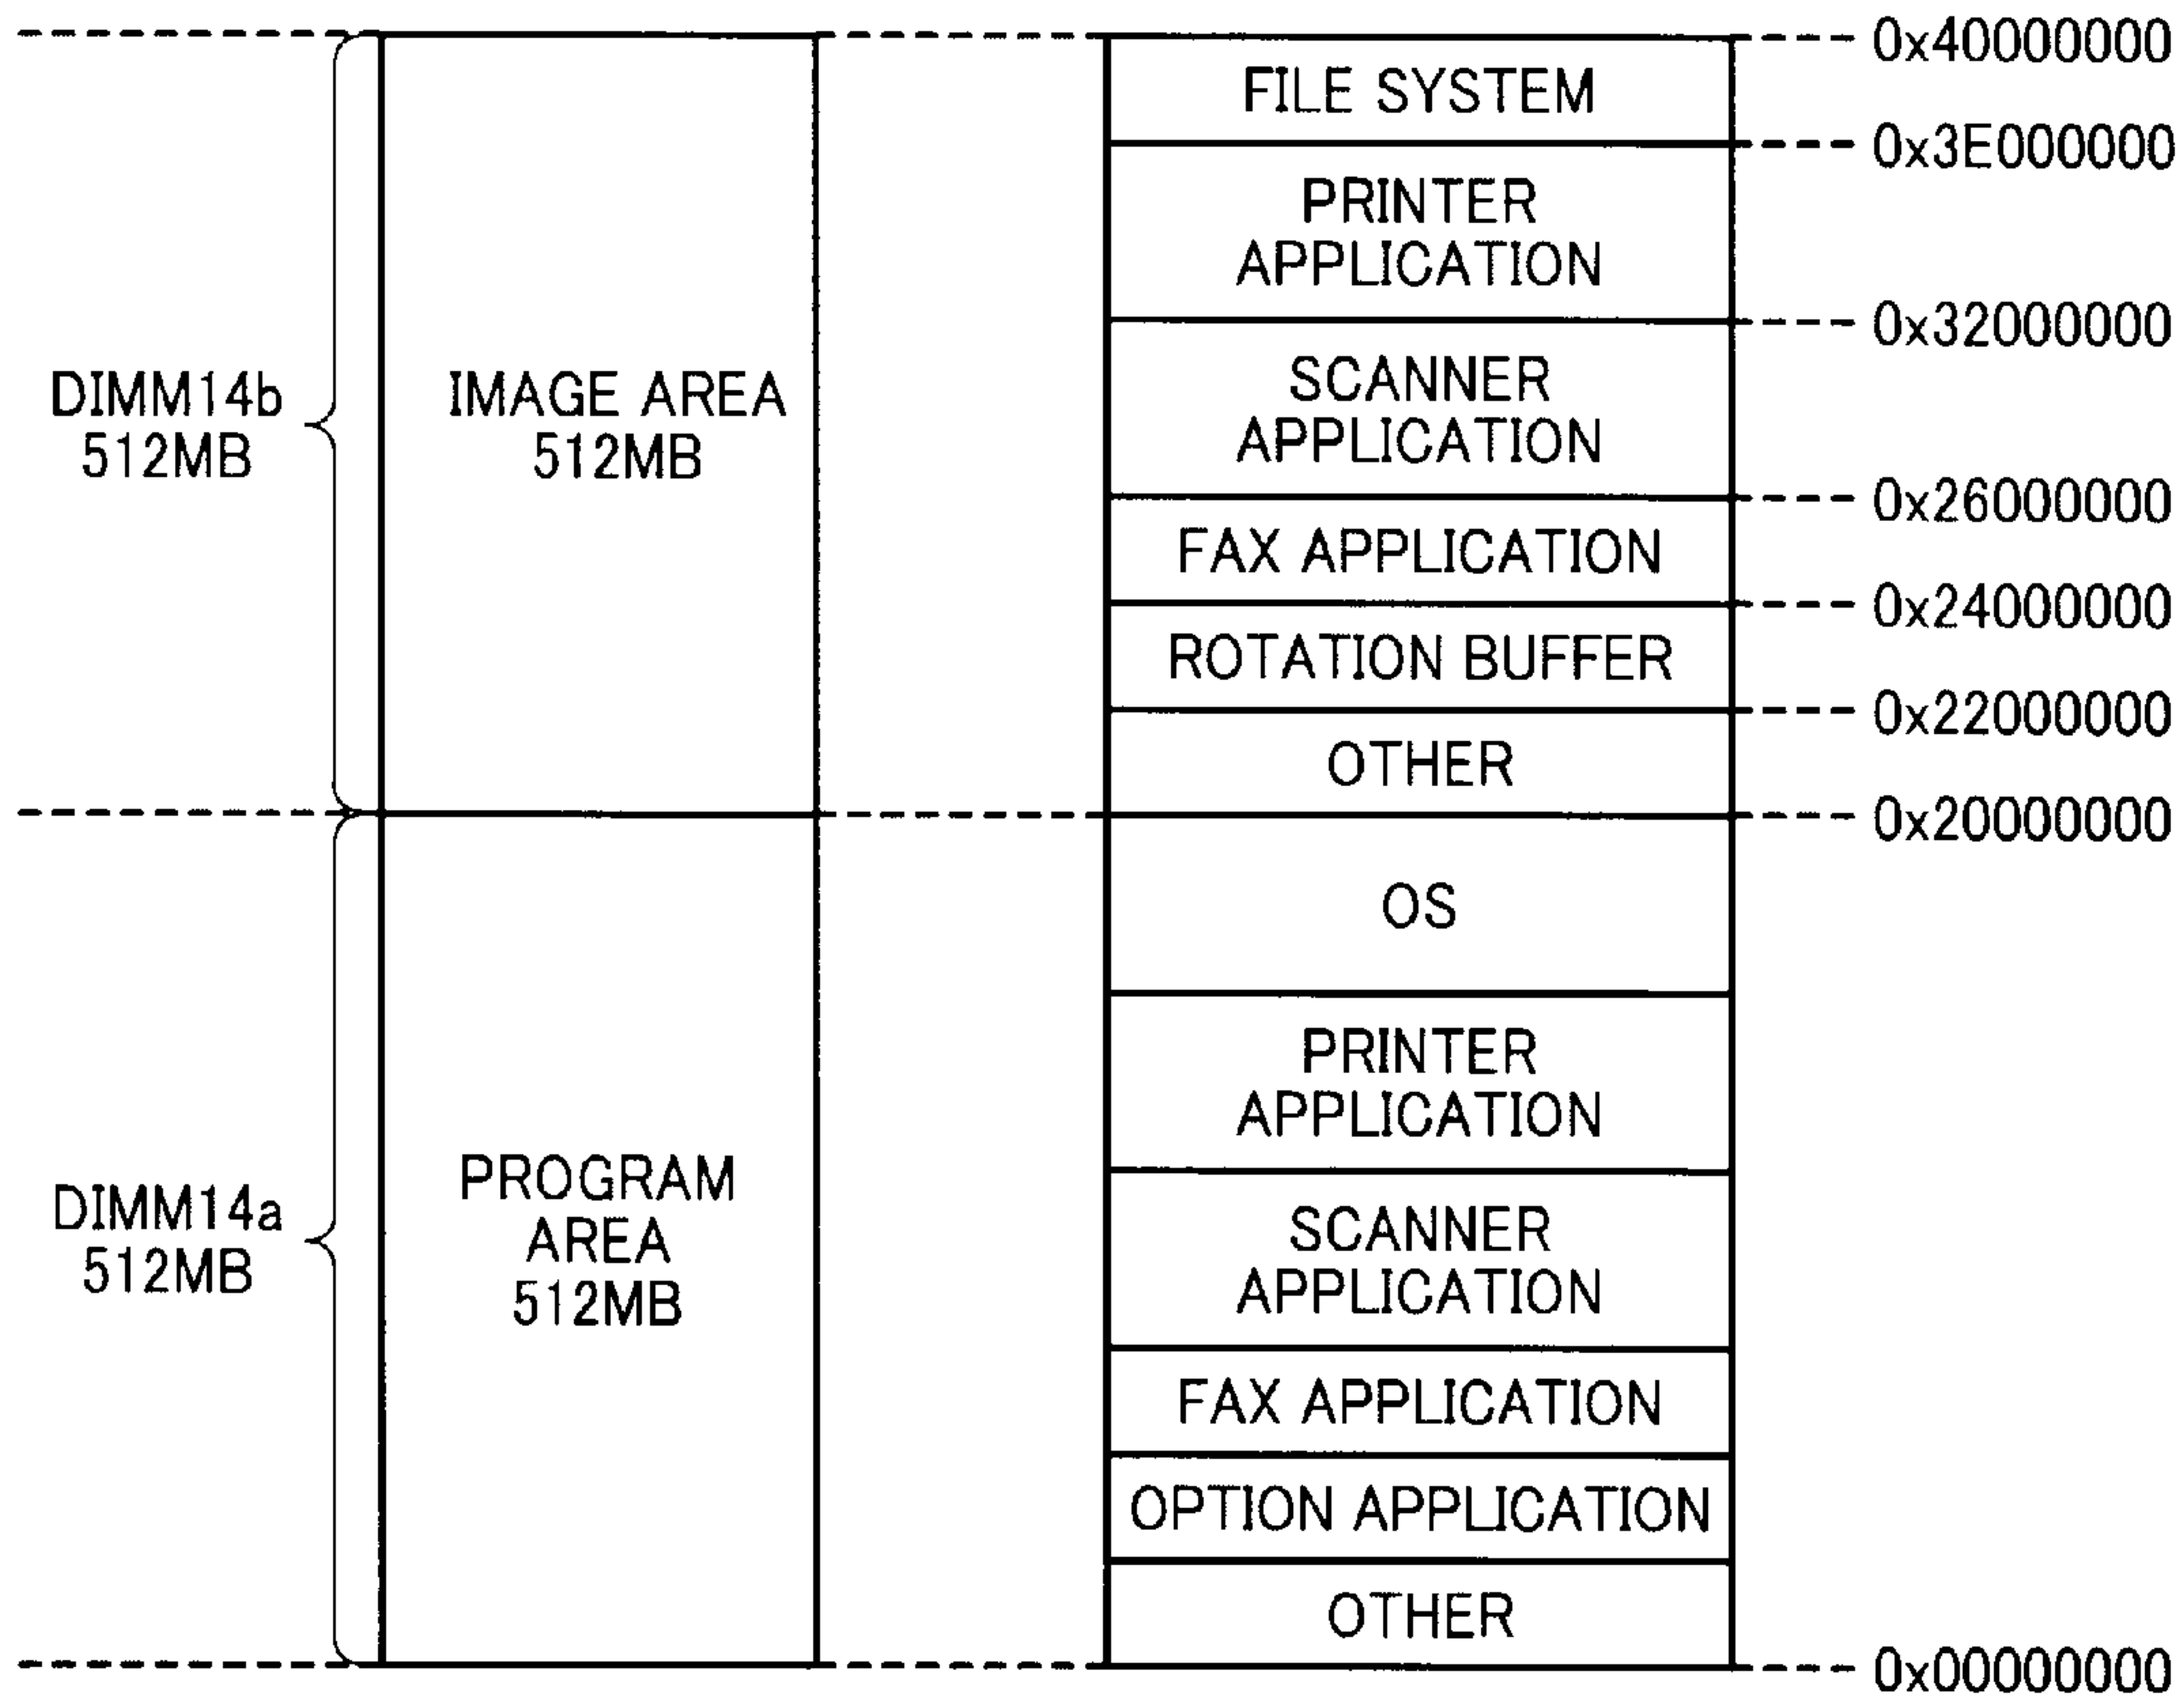 DIMM14b
512MB
DIMM14a
512MB
IMAGE AREA
512MB
PROGRAM
AREA
512MB
FILE SYSTEM
PRINTER
APPLICATION
SCANNER
APPLICATION
FAX APPLICATION
ROTATION BUFFER
OTHER
OS
PRINTER
APPLICATION
SCANNER
APPLICATION
FAX APPLICATION
OPTION APPLICATION
OTHER
0x40000000
0x3E000000
0x32000000
0x26000000
0x24000000
0x22000000
0x20000000
0x00000000